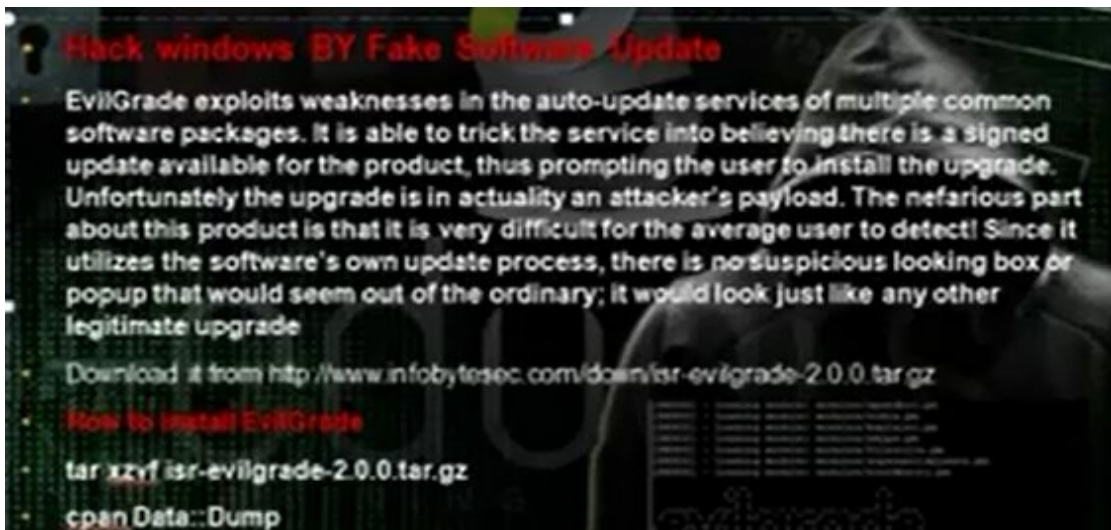 Hack windows BY Fake Software Update
EvilGrade exploits weaknesses in the auto-update services of multiple common
software packages. It is able to trick the service into believing there is a signed
update available for the product, thus prompting the user to install the upgrade.
Unfortunately the upgrade is in actuality an attacker's payload. The nefarious part
about this product is that it is very difficult for the average user to detect! Since it
utilizes the software's own update process, there is no suspicious looking box or
popup that would seem out of the ordinary; it would look just like any other
legitimate upgrade
Download it from http://www.infobytesec.com/down/isr-evilgrade-2.0.0.tar.gz
How to install EvilGrade
tar xzvf isr-evilgrade-2.0.0.tar.gz
cpan Data::Dump